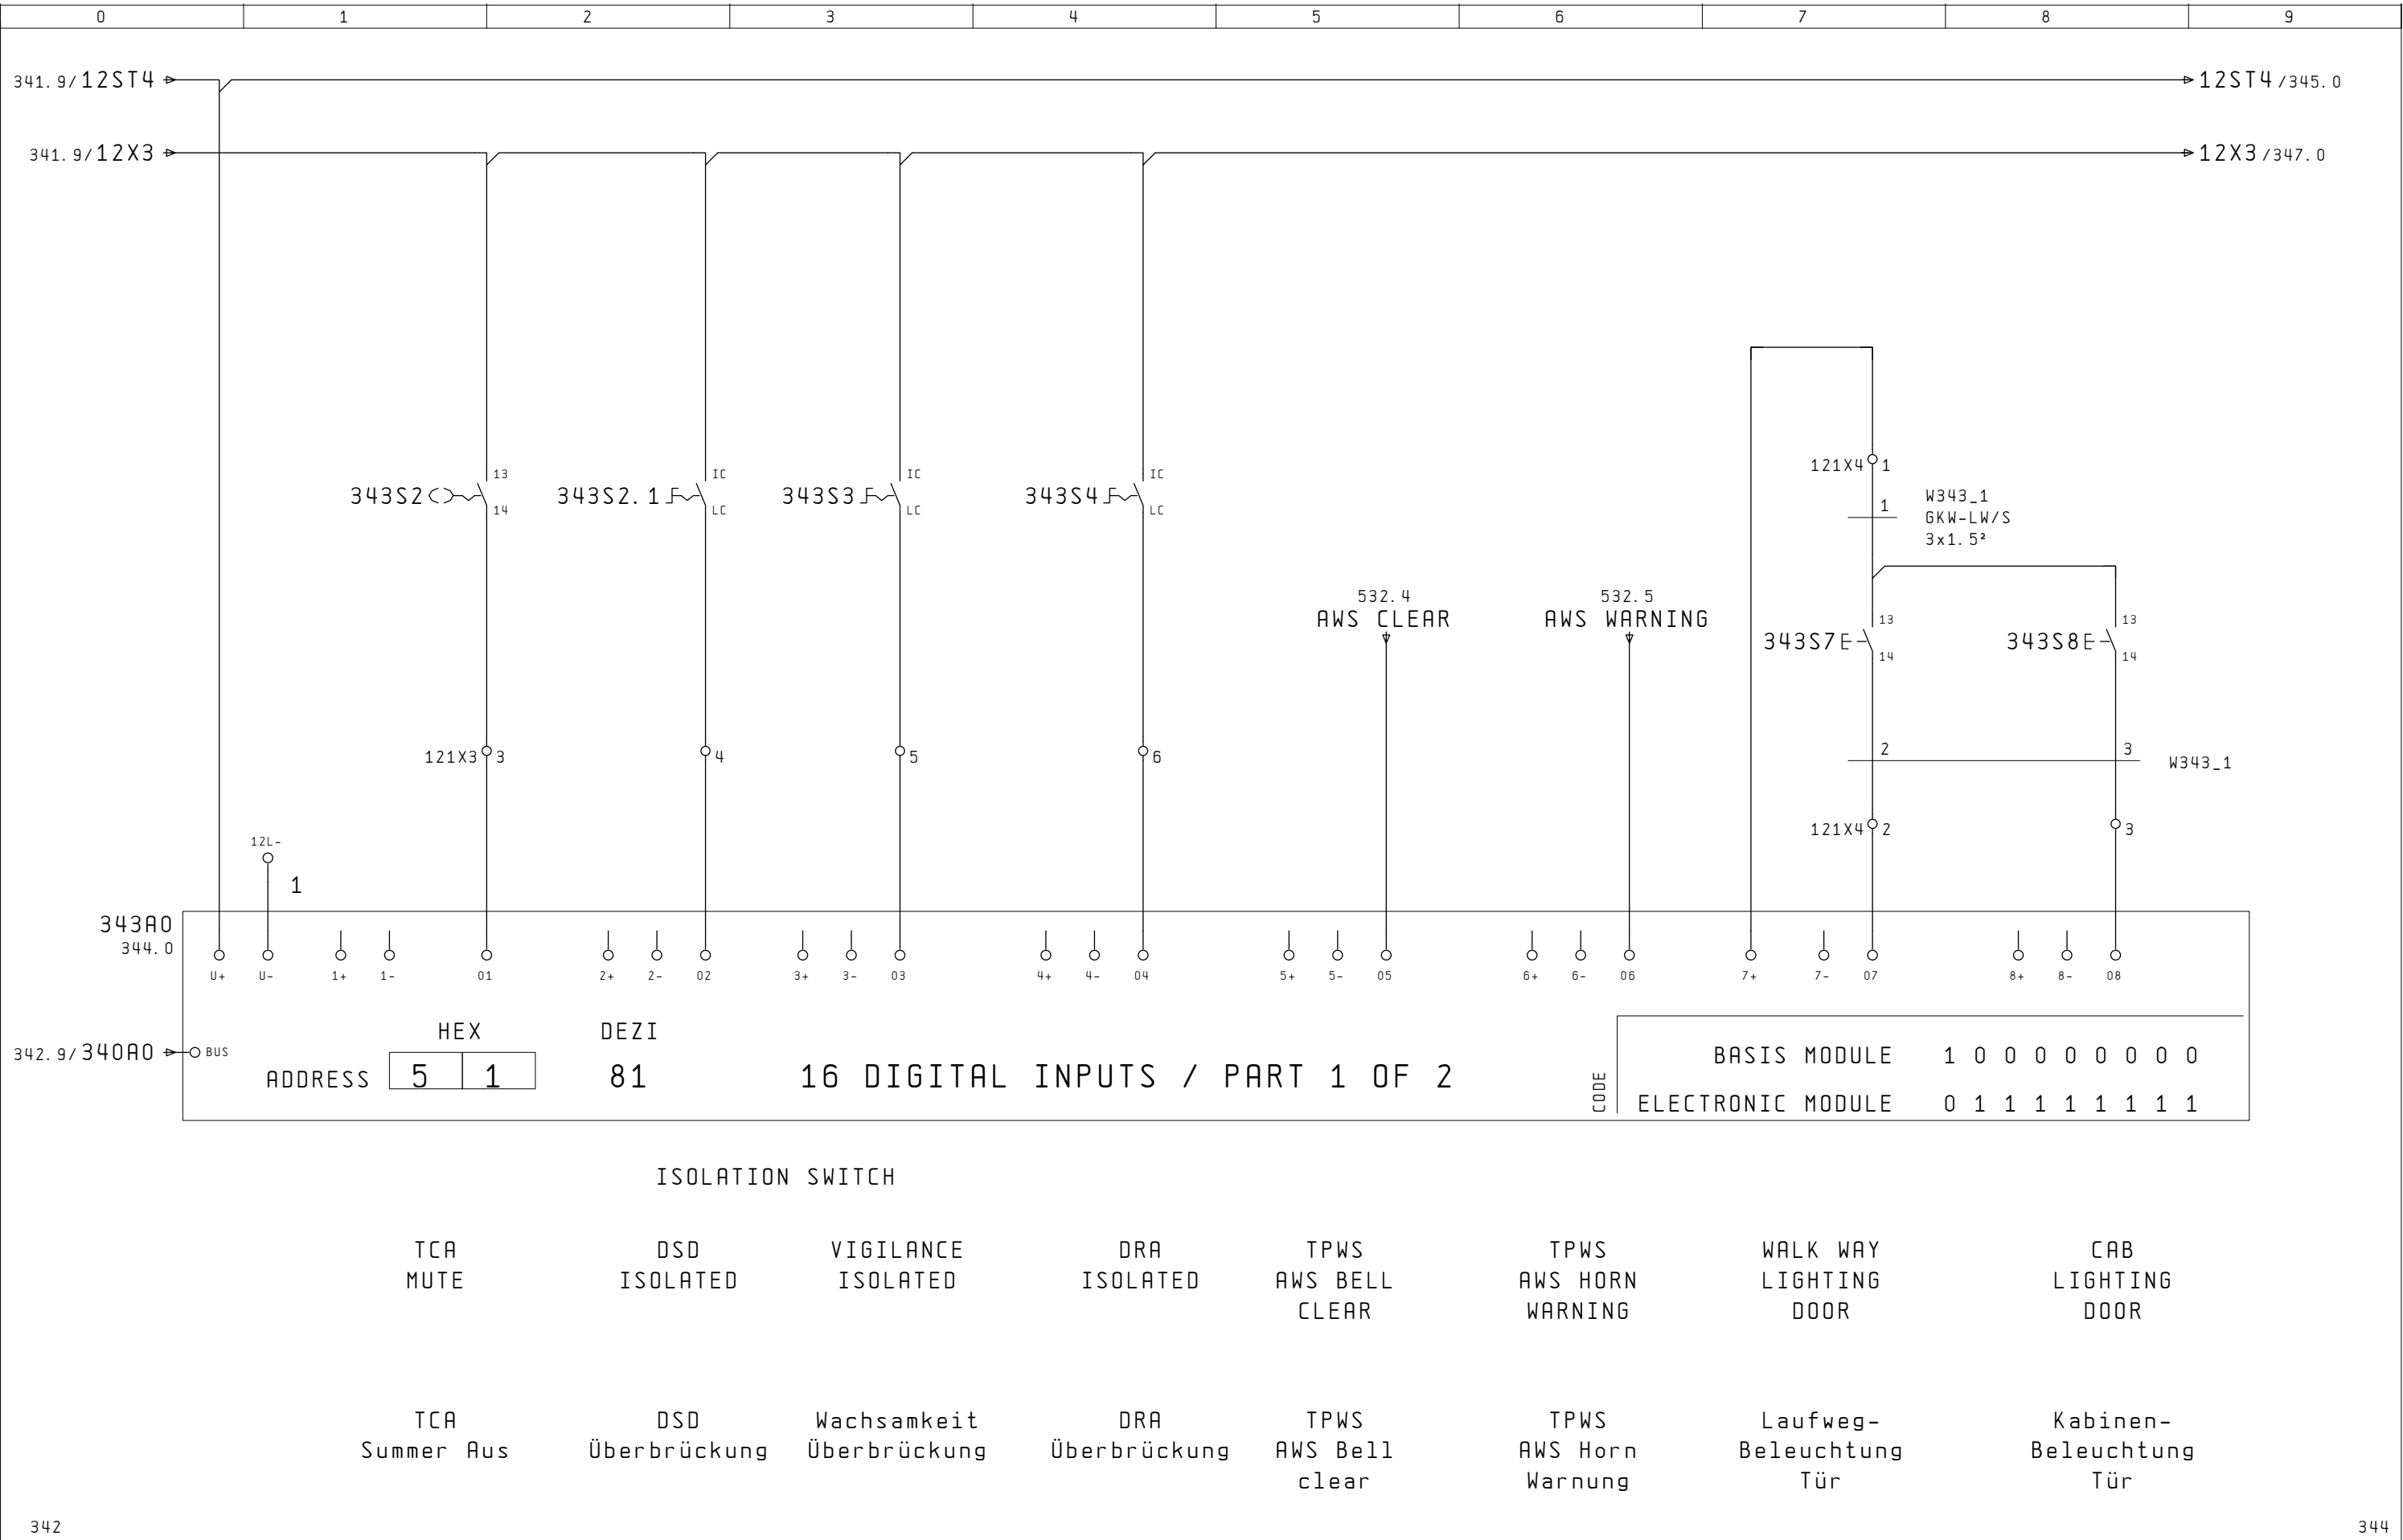 0 1 2 3 4 5 6 7 8 9
341.9/12ST4
12ST4/345.0
341.9/12X3
12X3/347.0
121X4 1
13 IC IC IC
343S2 343S2.1 343S3 343S4
14 LC LC LC
1 W343_1
GKW-LW/S
3x1.5²
532.4 532.5
AWS CLEAR AWS WARNING
13 13
343S7 343S8
14 14
121X3 3 4 5 6
2 3
W343_1
121X4 2 3
12L-
1
343A0
344.0
U+ U- 1+ 1- 01 2+ 2- 02 3+ 3- 03 4+ 4- 04 5+ 5- 05 6+ 6- 06 7+ 7- 07 8+ 8- 08
HEX DEZI
342.9/340A0 BUS
ADDRESS 5 1 81 16 DIGITAL INPUTS / PART 1 OF 2
CODE
BASIS MODULE 1 0 0 0 0 0 0 0 0
ELECTRONIC MODULE 0 1 1 1 1 1 1 1 1
ISOLATION SWITCH
TCA DSD VIGILANCE DRA TPWS TPWS WALK WAY CAB
MUTE ISOLATED ISOLATED ISOLATED AWS BELL AWS HORN LIGHTING LIGHTING
CLEAR WARNING DOOR DOOR
TCA DSD Wachsamkeit DRA TPWS TPWS Laufweg- Kabinen-
Summer Aus Überbrückung Überbrückung Überbrückung AWS Bell AWS Horn Beleuchtung Beleuchtung
clear Warnung Tür Tür
342 344